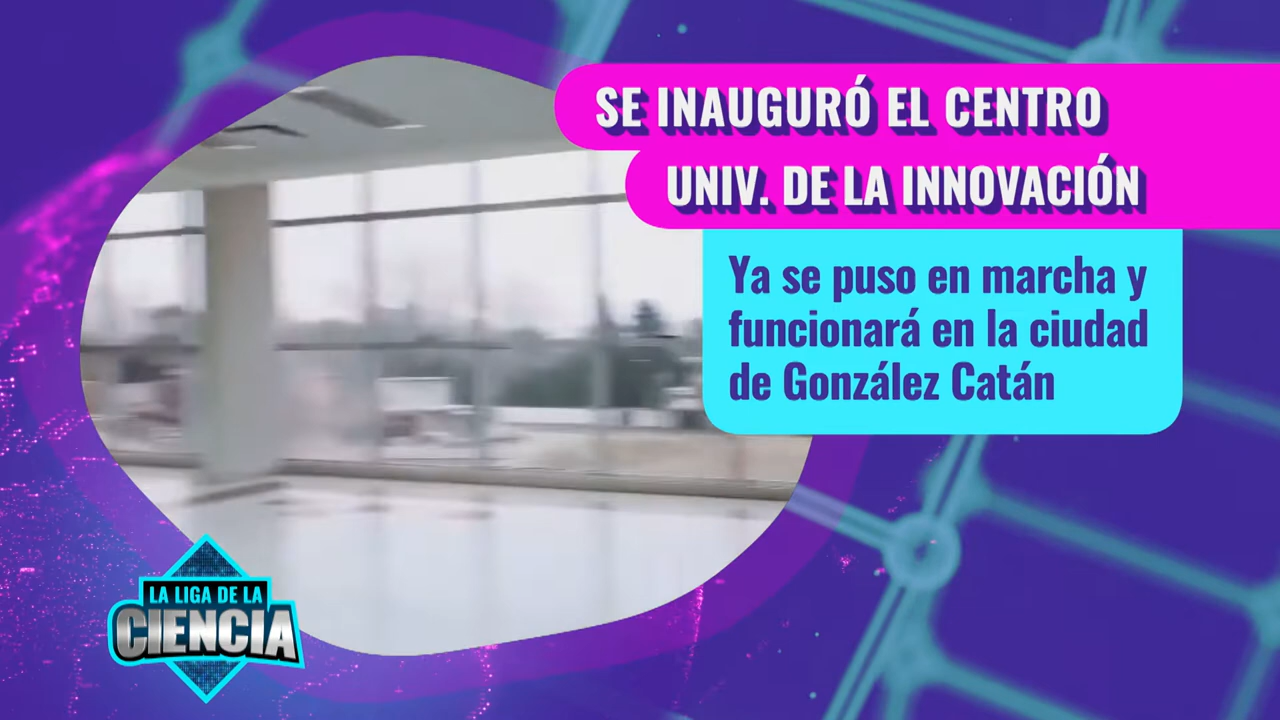 SE INAUGURÓ EL CENTRO
UNIV. DE LA INNOVACIÓN
Ya se puso en marcha y
funcionará en la ciudad
de González Catán
LA LIGA DE LA
CIENCIA